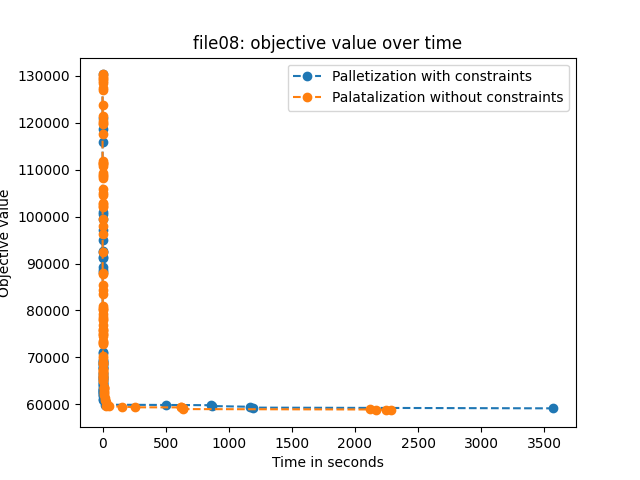 file08: objective value over time
Palletization with constraints
Palatalization without constraints
Objective value
130000
120000
110000
100000
90000
80000
70000
60000
0 500 1000 1500 2000 2500 3000 3500
Time in seconds